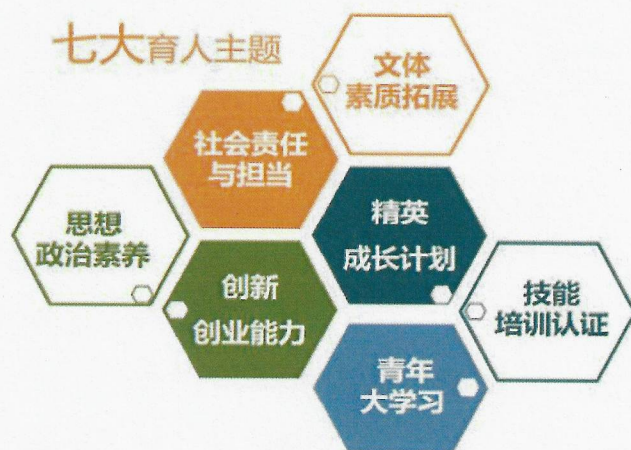 七大育人主题
文体
素质拓展
社会责任
与担当
思想
政治素养
精英
成长计划
创新
创业能力
技能
培训认证
青年
大学习